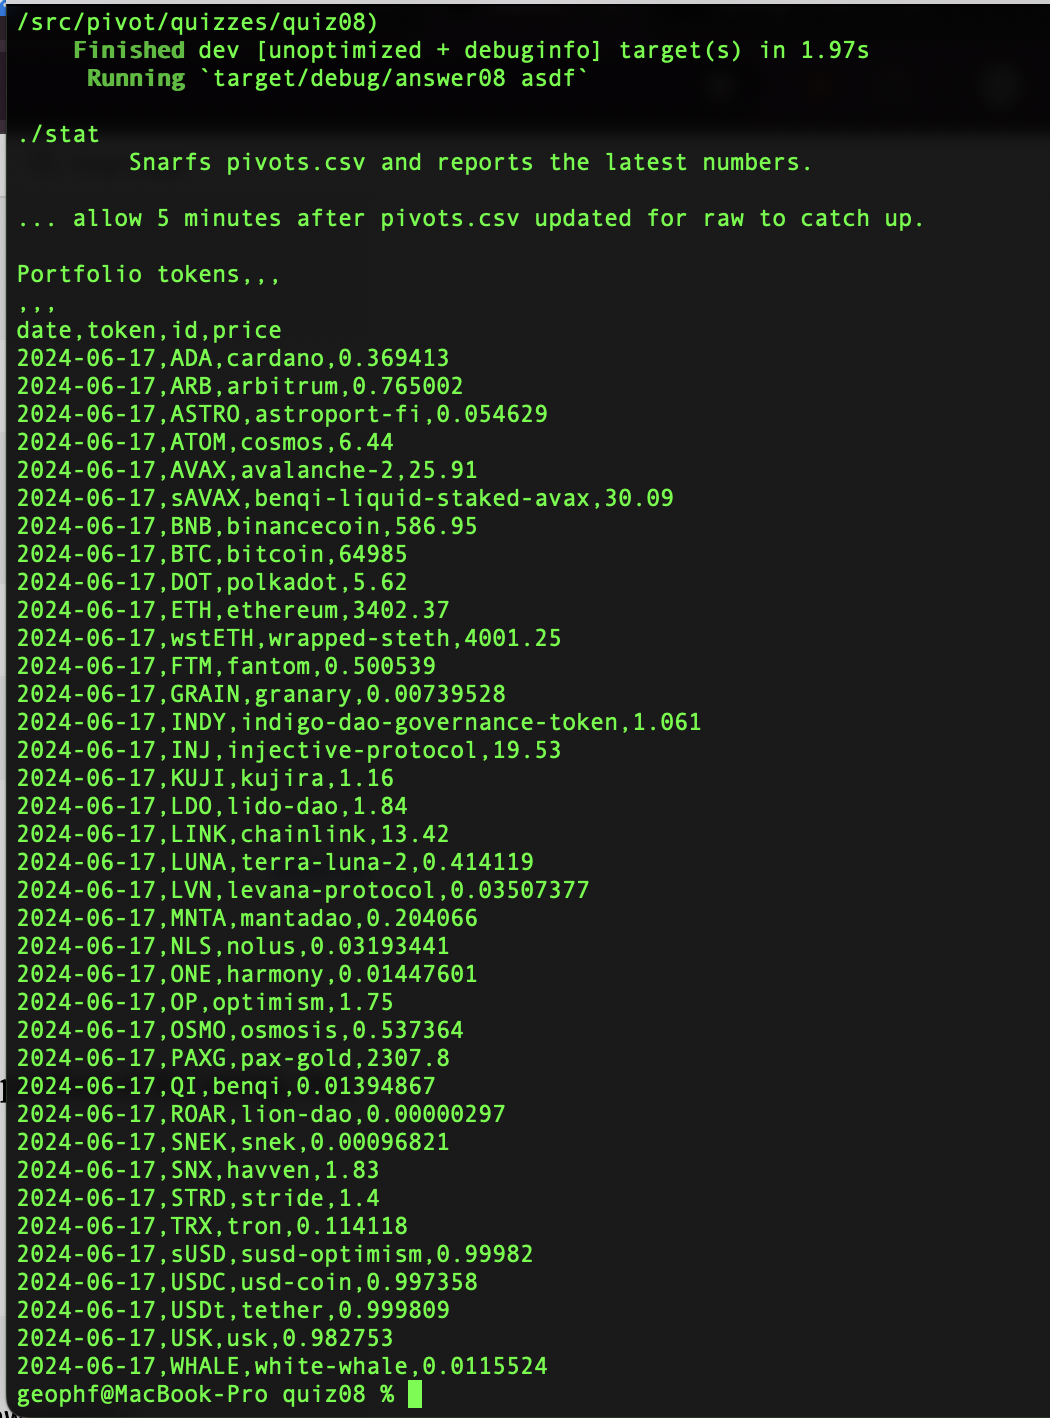 /src/pivot/quizzes/quiz08)
Finished dev [unoptimized + debuginfo] target(s) in 1.97s
Running `target/debug/answer08 asdf`
./stat
Snarfs pivots.csv and reports the latest numbers.
... allow 5 minutes after pivots.csv updated for raw to catch up.
Portfolio tokens,,,
,,,
date,token,id,price
2024-06-17,ADA,cardano,0.369413
2024-06-17,ARB,arbitrum,0.765002
2024-06-17,ASTRO,astroport-fi,0.054629
2024-06-17,ATOM,cosmos,6.44
2024-06-17,AVAX,avalanche-2,25.91
2024-06-17,sAVAX,benqi-liquid-staked-avax,30.09
2024-06-17,BNB,binancecoin,586.95
2024-06-17,BTC,bitcoin,64985
2024-06-17,DOT,polkadot,5.62
2024-06-17,ETH,ethereum,3402.37
2024-06-17,wstETH,wrapped-steth,4001.25
2024-06-17,FTM,fantom,0.500539
2024-06-17,GRAIN,granary,0.00739528
2024-06-17,INDY,indigo-dao-governance-token,1.061
2024-06-17,INJ,injective-protocol,19.53
2024-06-17,KUJI,kujira,1.16
2024-06-17,LDO,lido-dao,1.84
2024-06-17,LINK,chainlink,13.42
2024-06-17,LUNA,terra-luna-2,0.414119
2024-06-17,LVN,levana-protocol,0.03507377
2024-06-17,MNTA,mantadao,0.204066
2024-06-17,NLS,nolus,0.03193441
2024-06-17,ONE,harmony,0.01447601
2024-06-17,OP,optimism,1.75
2024-06-17,OSMO,osmosis,0.537364
2024-06-17,PAXG,pax-gold,2307.8
2024-06-17,QI,benqi,0.01394867
2024-06-17,ROAR,lion-dao,0.00000297
2024-06-17,SNEK,snek,0.00096821
2024-06-17,SNX,havven,1.83
2024-06-17,STRD,stride,1.4
2024-06-17,TRX,tron,0.114118
2024-06-17,sUSD,susd-optimism,0.99982
2024-06-17,USDC,usd-coin,0.997358
2024-06-17,USDt,tether,0.999809
2024-06-17,USK,usk,0.982753
2024-06-17,WHALE,white-whale,0.0115524
geophf@MacBook-Pro quiz08 %